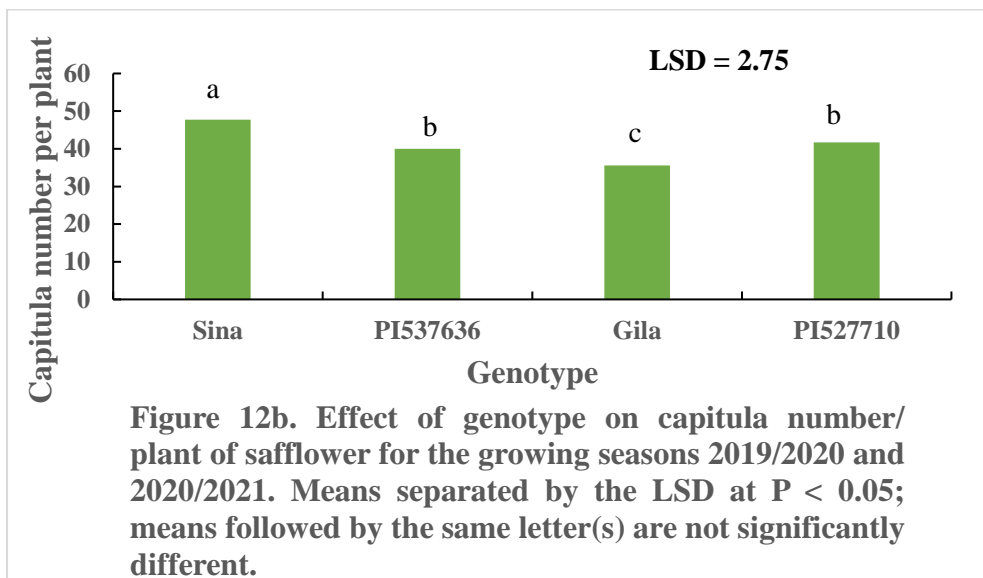 LSD = 2.75
Capitula number per plant
60
50
40
30
20
10
0
a
b
c
b
Sina PI537636 Gila PI527710
Genotype
Figure 12b. Effect of genotype on capitula number/
plant of safflower for the growing seasons 2019/2020 and
2020/2021. Means separated by the LSD at P < 0.05;
means followed by the same letter(s) are not significantly
different.